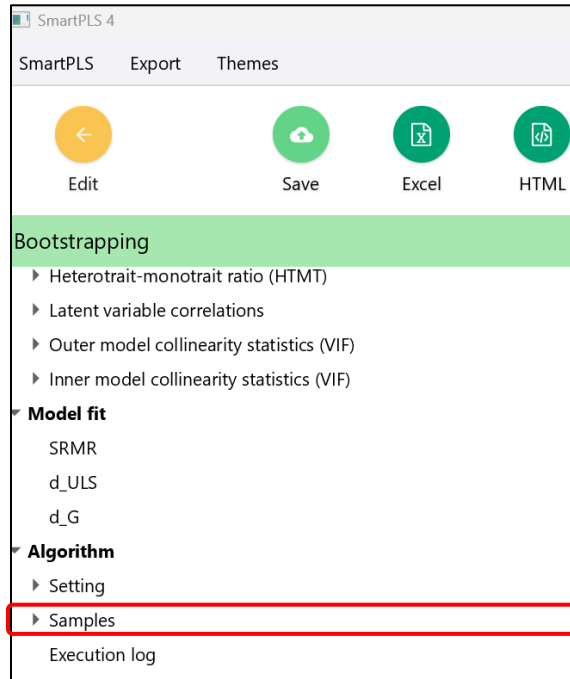 SmartPLS 4
SmartPLS Export Themes
Edit Save Excel HTML
Bootstrapping
Heterotrait-monotrait ratio (HTMT)
Latent variable correlations
Outer model collinearity statistics (VIF)
Inner model collinearity statistics (VIF)
Model fit
SRMR
d_ULS
d_G
Algorithm
Setting
Samples
Execution log